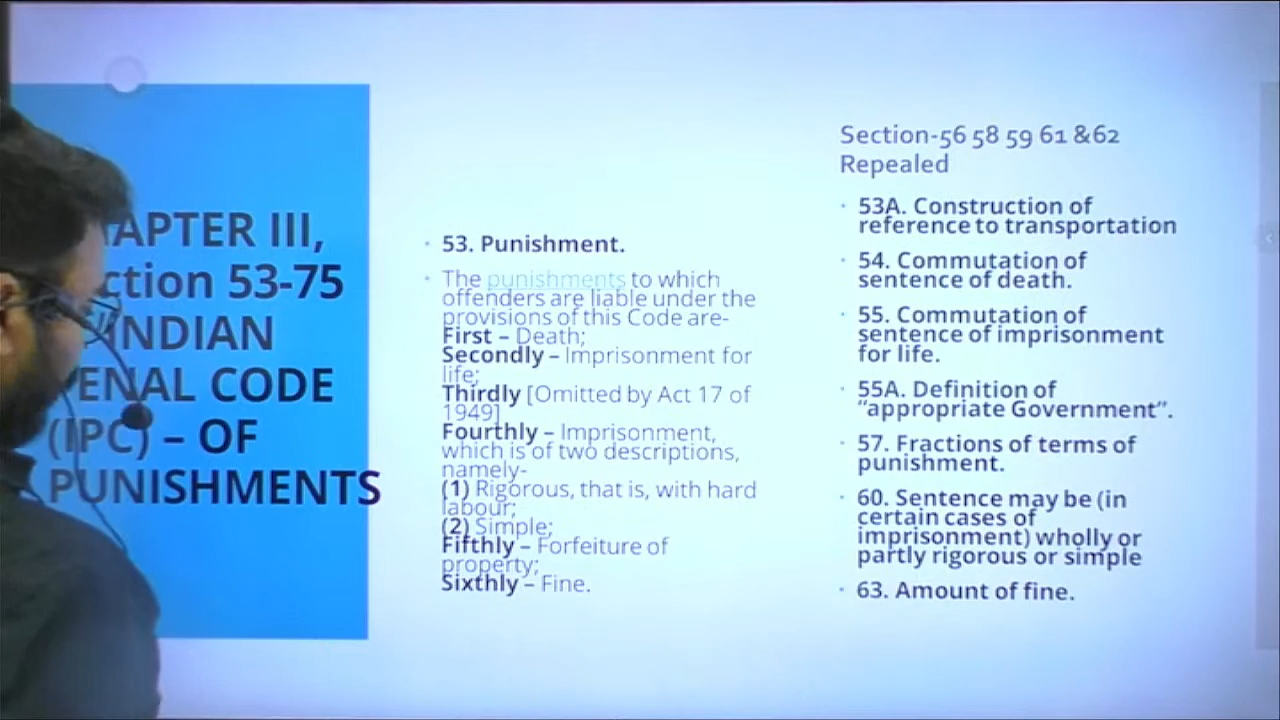 APTER III,
ction 53-75
INDIAN
ENAL CODE
(IPC) – OF
PUNISHMENTS
53. Punishment.
The punishments to which
offenders are liable under the
provisions of this Code are-
First – Death;
Secondly – Imprisonment for
life;
Thirdly [Omitted by Act 17 of
1949]
Fourthly – Imprisonment,
which is of two descriptions,
namely-
(1) Rigorous, that is, with hard
labour;
(2) Simple;
Fifthly – Forfeiture of
property;
Sixthly – Fine.
Section-56 58 59 61 &62
Repealed
53A. Construction of
reference to transportation
54. Commutation of
sentence of death.
55. Commutation of
sentence of imprisonment
for life.
55A. Definition of
“appropriate Government”.
57. Fractions of terms of
punishment.
60. Sentence may be (in
certain cases of
imprisonment) wholly or
partly rigorous or simple
63. Amount of fine.